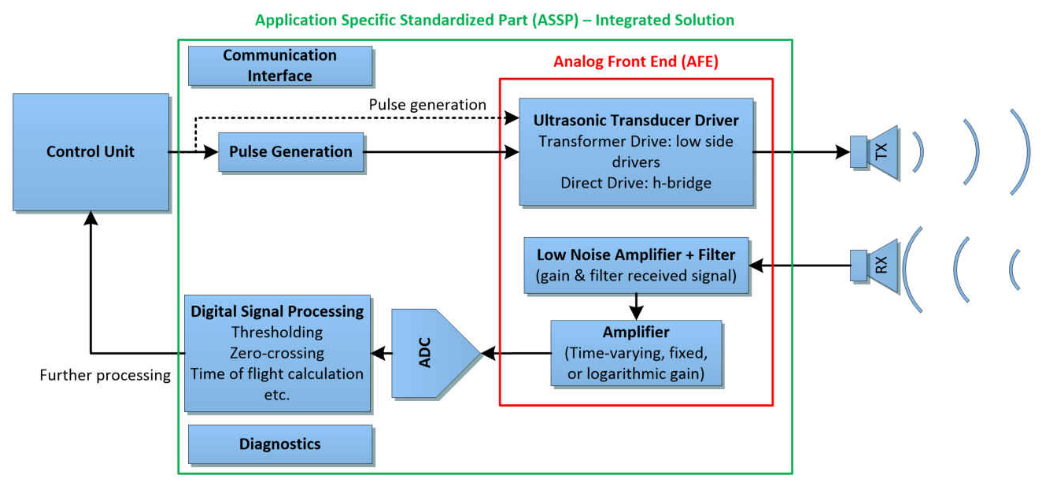 Application Specific Standardized Part (ASSP) – Integrated Solution
Communication
Interface
Analog Front End (AFE)
Pulse generation
Control Unit
Pulse Generation
Ultrasonic Transducer Driver
Transformer Drive: low side
drivers
Direct Drive: h-bridge
TX
Low Noise Amplifier + Filter
(gain & filter received signal)
RX
Digital Signal Processing
Thresholding
Zero-crossing
Time of flight calculation
etc.
ADC
Amplifier
(Time-varying, fixed,
or logarithmic gain)
Further processing
Diagnostics